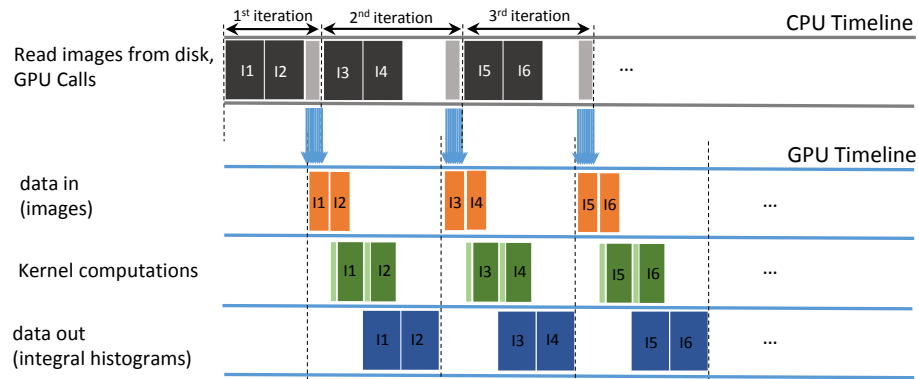 1st iteration 2nd iteration 3rd iteration CPU Timeline
Read images from disk,
GPU Calls
I1 I2 I3 I4 I5 I6 ...
GPU Timeline
data in
(images)
I1 I2 I3 I4 I5 I6 ...
Kernel computations
I1 I2 I3 I4 I5 I6 ...
data out
(integral histograms)
I1 I2 I3 I4 I5 I6 ...